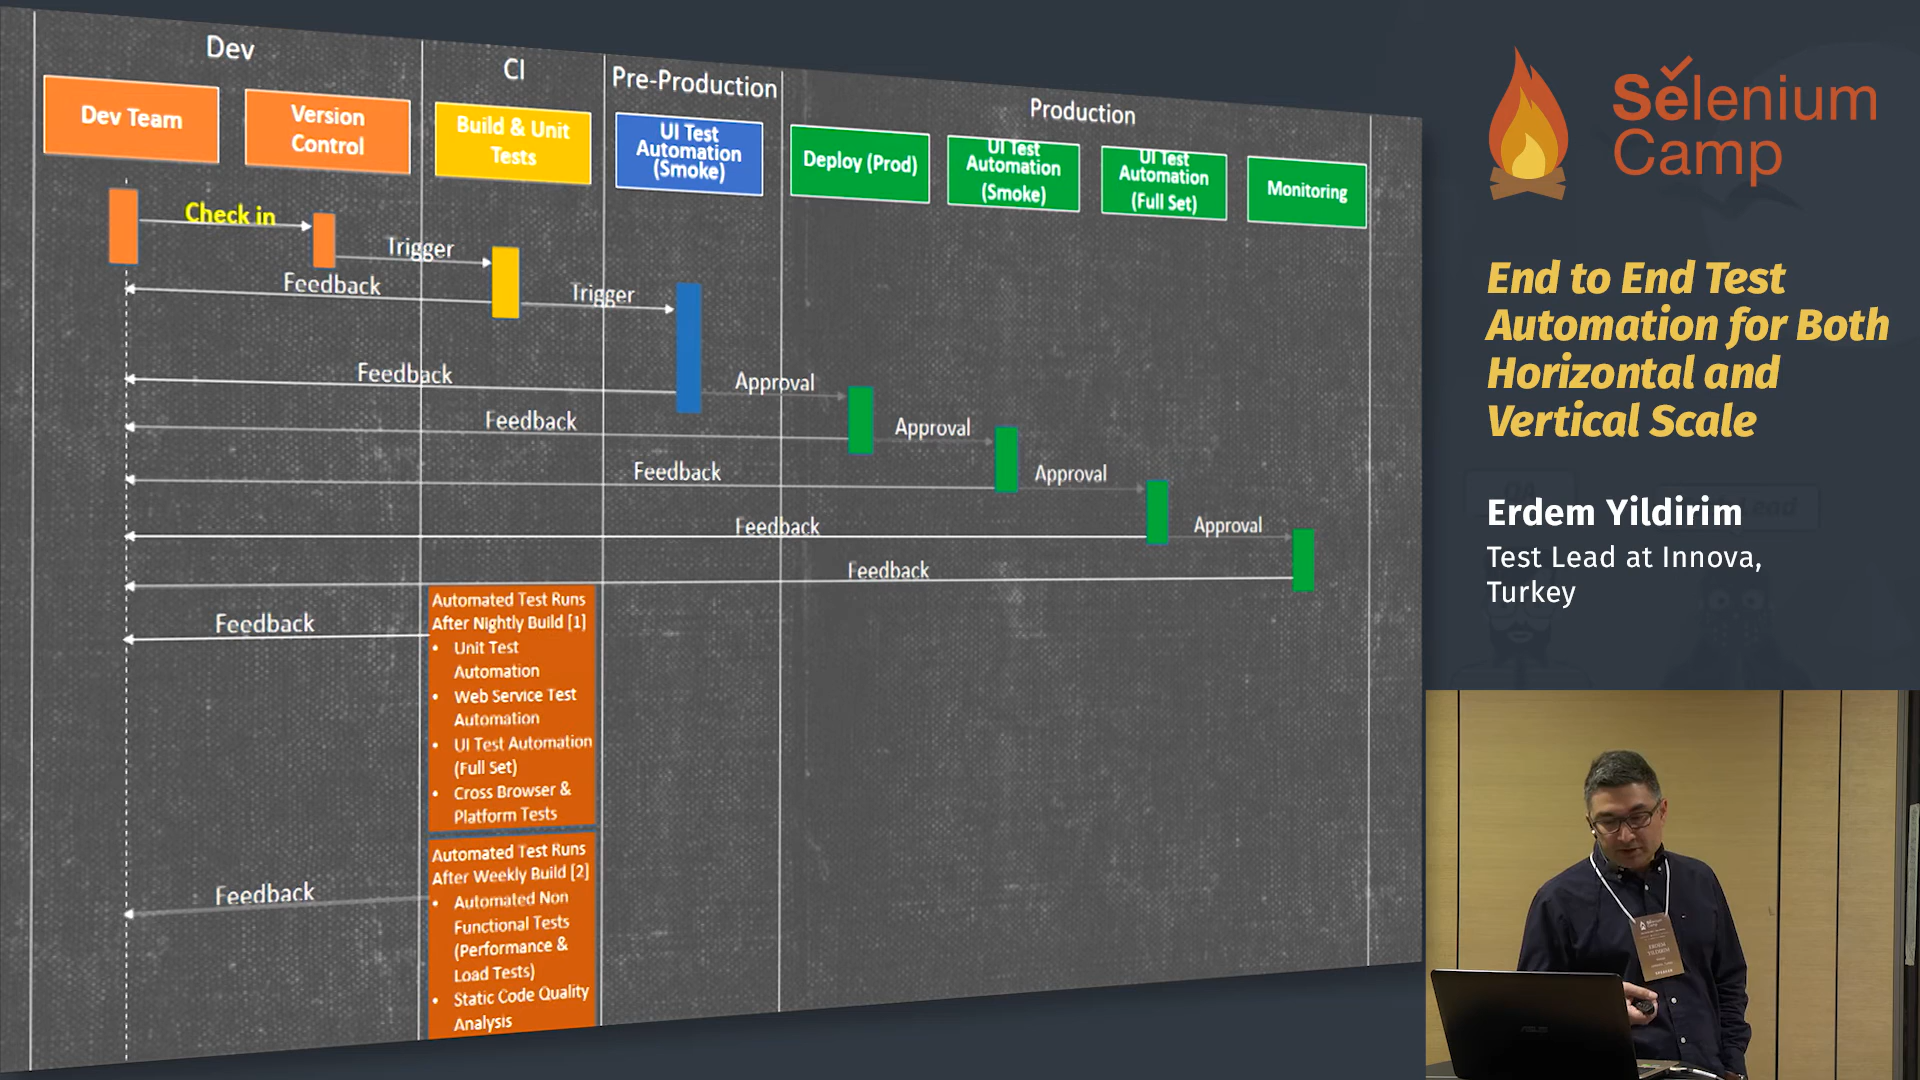 Dev
CI
Pre-Production
Production
Dev Team
Version
Control
Build & Unit
Tests
UI Test
Automation
(Smoke)
Deploy (Prod)
UI Test
Automation
(Smoke)
UI Test
Automation
(Full Set)
Monitoring
Check in
Trigger
Feedback
Trigger
Feedback
Approval
Feedback
Approval
Feedback
Approval
Feedback
Approval
Feedback
Feedback
Automated Test Runs
After Nightly Build [1]
• Unit Test
Automation
• Web Service Test
Automation
• UI Test Automation
(Full Set)
• Cross Browser &
Platform Tests
Feedback
Automated Test Runs
After Weekly Build [2]
• Automated Non
Functional Tests
(Performance &
Load Tests)
• Static Code Quality
Analysis
Selenium
Camp
End to End Test
Automation for Both
Horizontal and
Vertical Scale
Erdem Yildirim
Test Lead at Innova,
Turkey
QA
Lead
ERDEM
YILDIRIM
ASUS